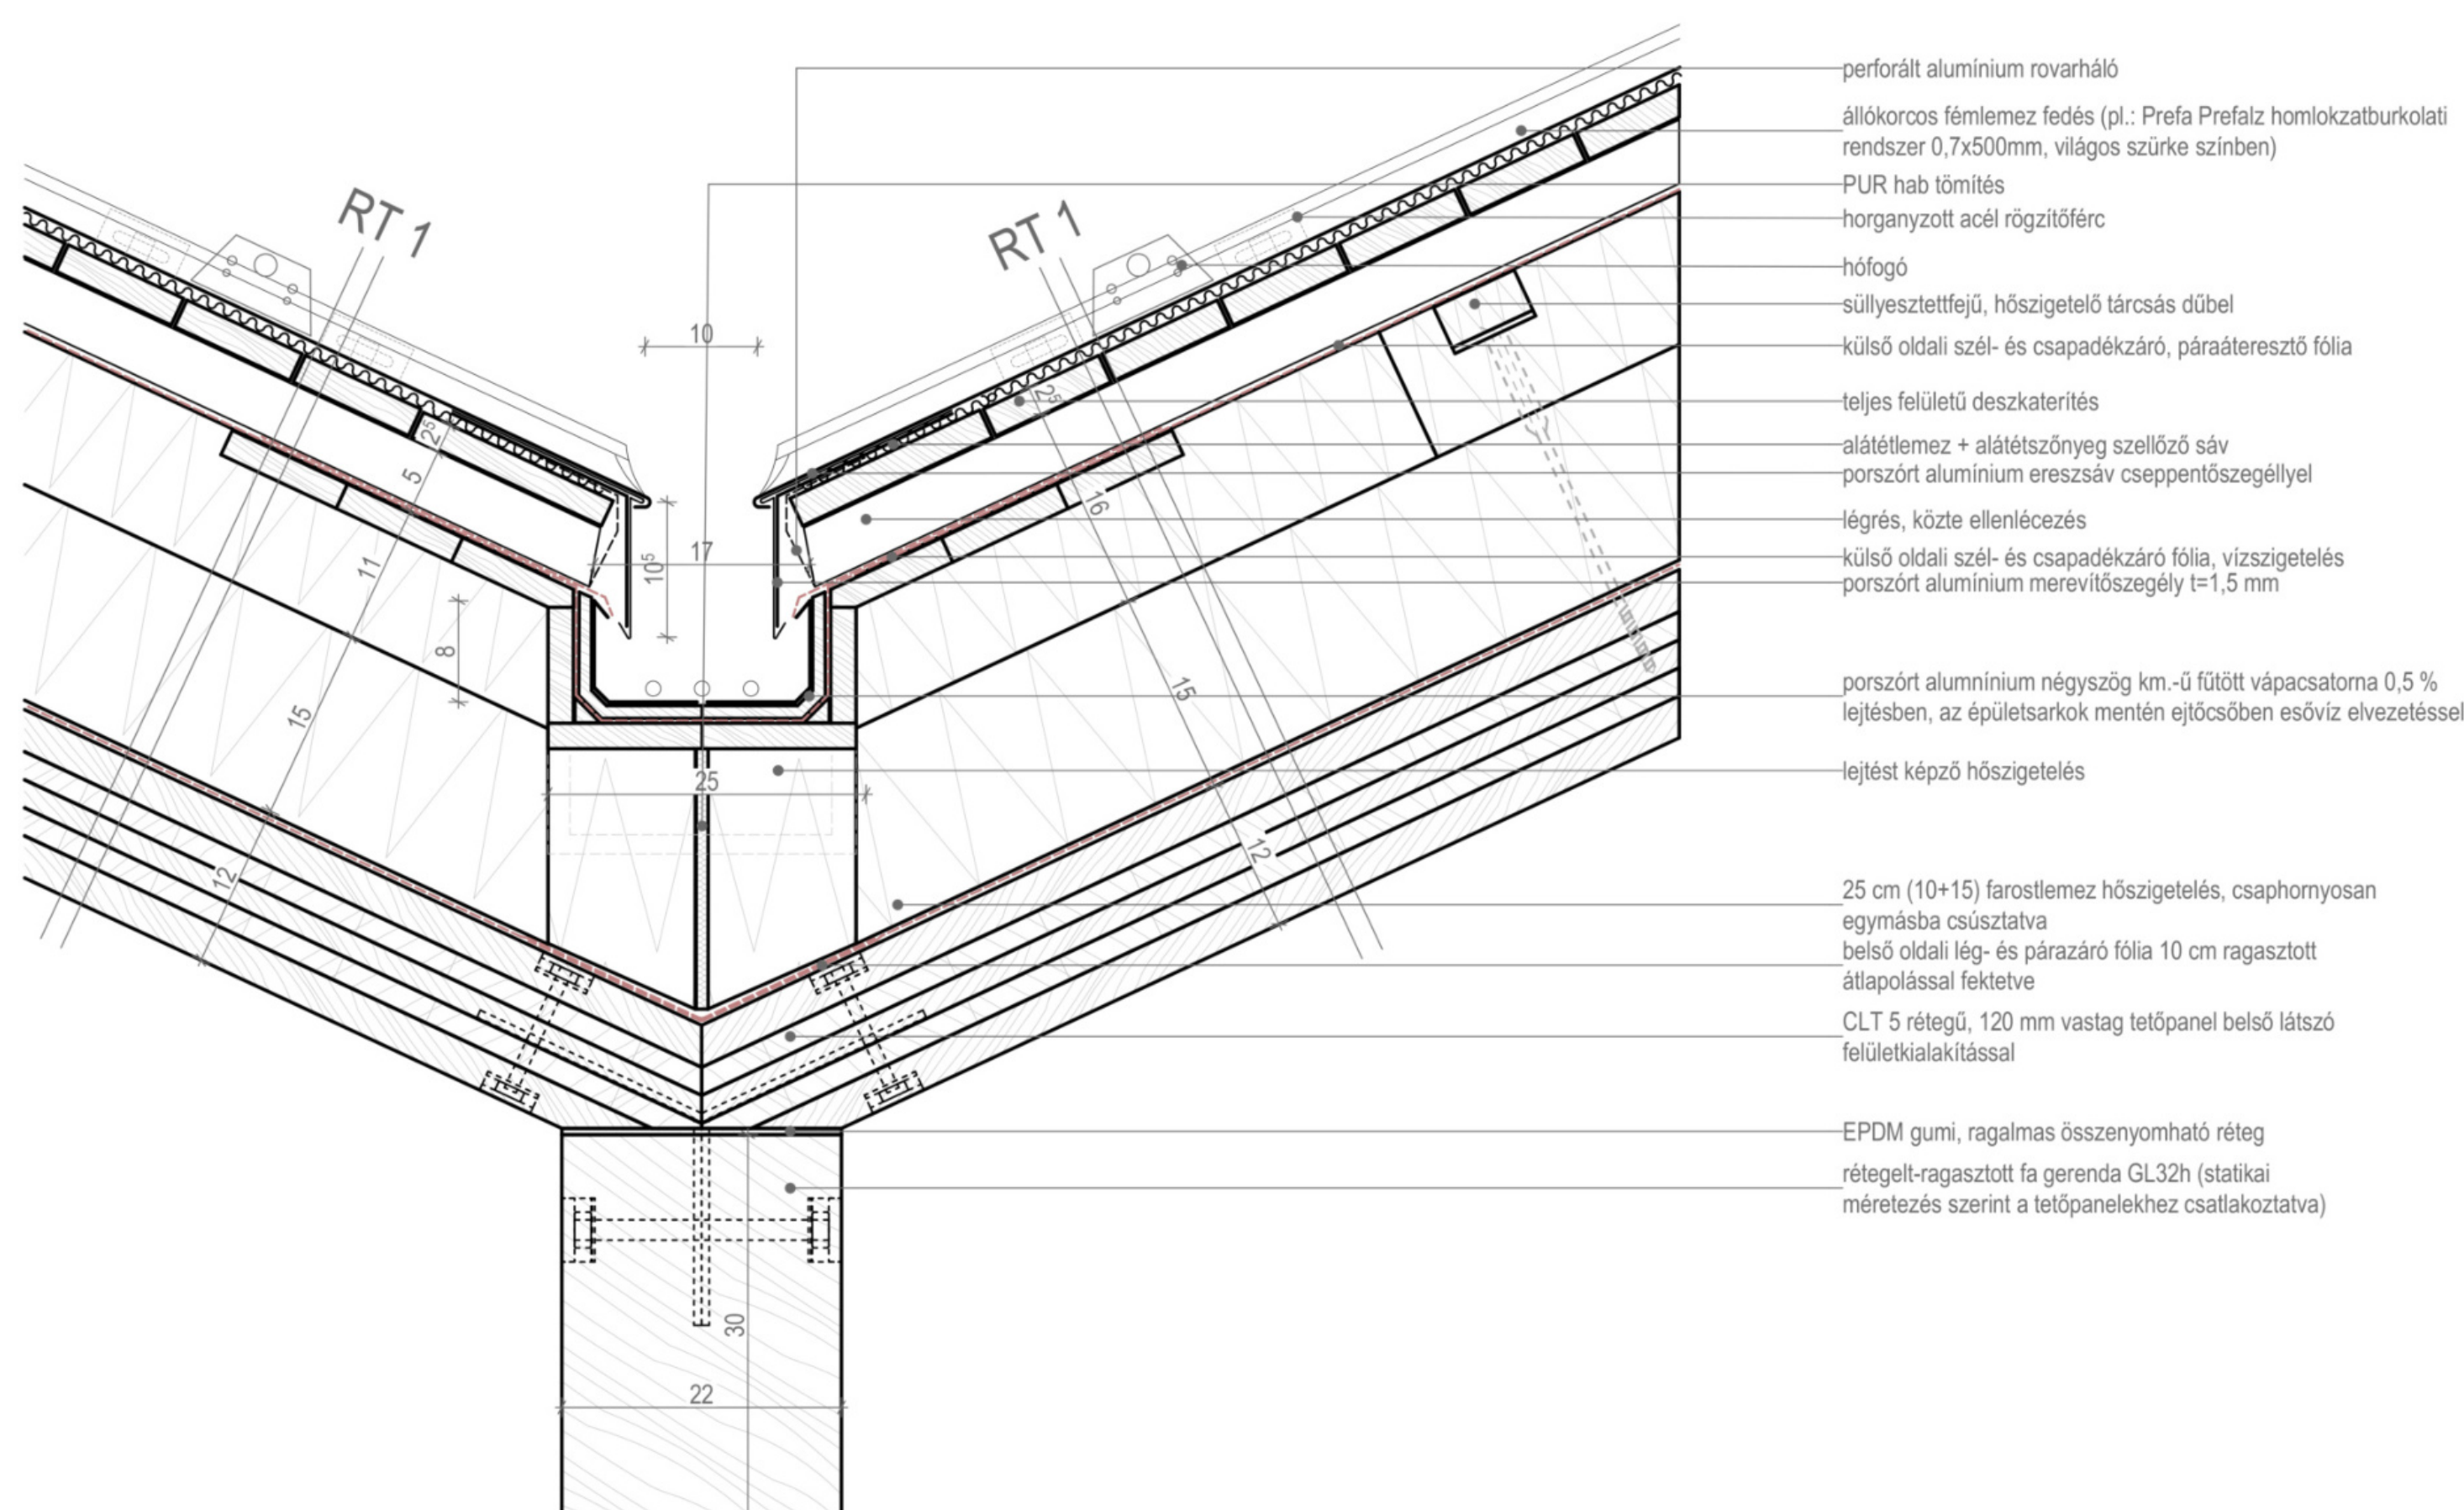 perforált alumínium rovarháló
állókorcos fémlemez fedés (pl.: Prefa Prefalz homlokzatburkolati
rendszer 0,7x500mm, világos szürke színben)
PUR hab tömítés
horganyzott acél rögzítőférc
hófogó
süllyesztettfejű, hőszigetelő tárcsás dűbel
külső oldali szél- és csapadékzáró, páraáteresztő fólia
teljes felületű deszkaterítés
alátétlemez + alátétszőnyeg szellőző sáv
porszórt alumínium ereszsáv cseppentőszegéllyel
légrés, közte ellenlécezés
külső oldali szél- és csapadékzáró fólia, vízszigetelés
porszórt alumínium merevítőszegély t=1,5 mm
porszórt alumnínium négyszög km.-ű fűtött vápacsatorna 0,5 %
lejtésben, az épületsarkok mentén ejtőcsőben esővíz elvezetéssel
lejtést képző hőszigetelés
25 cm (10+15) farostlemez hőszigetelés, csaphornyosan
egymásba csúsztatva
belső oldali lég- és párazáró fólia 10 cm ragasztott
átlapolással fektetve
CLT 5 rétegű, 120 mm vastag tetőpanel belső látszó
felületkialakítással
EPDM gumi, ragalmas összenyomható réteg
rétegelt-ragasztott fa gerenda GL32h (statikai
méretezés szerint a tetőpanelekhez csatlakoztatva)
RT 1
RT 1
10
2⁵
5
11
15
12
8
10⁵
17
25
2⁵
16
15
12
30
22